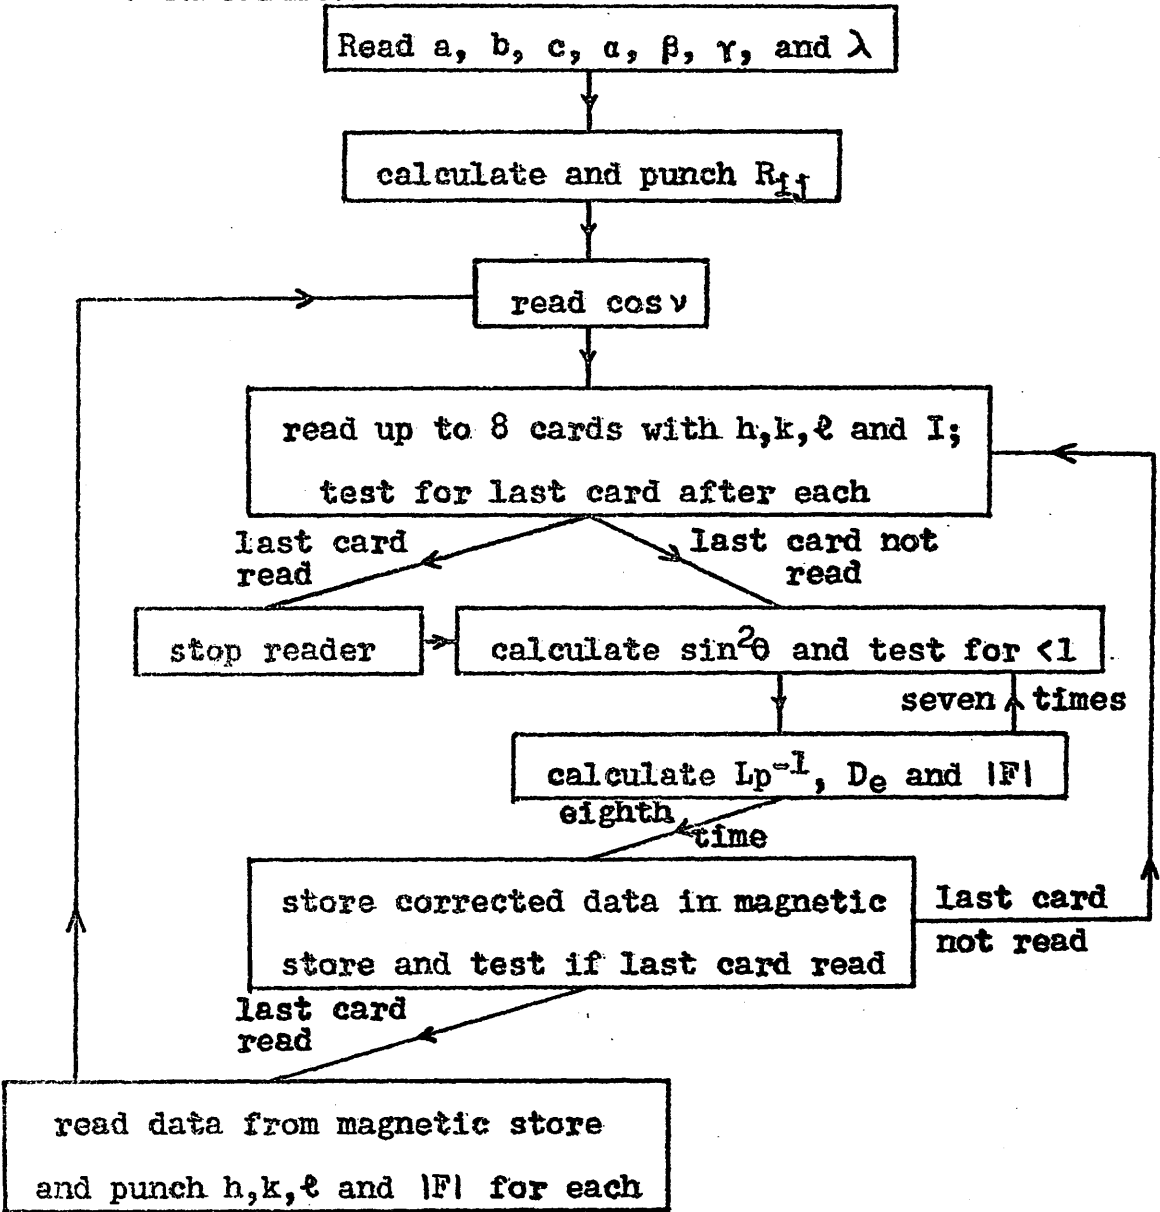 Read a, b, c, α, β, γ, and λ
calculate and punch Rij
read cos ν
read up to 8 cards with h,k,ℓ and I;
test for last card after each
last card
read
last card not
read
stop reader
calculate sin²θ and test for <1
seven times
calculate Lp⁻¹, De and |F|
eighth
time
store corrected data in magnetic
store and test if last card read
last card
not read
last card
read
read data from magnetic store
and punch h,k,ℓ and |F| for each